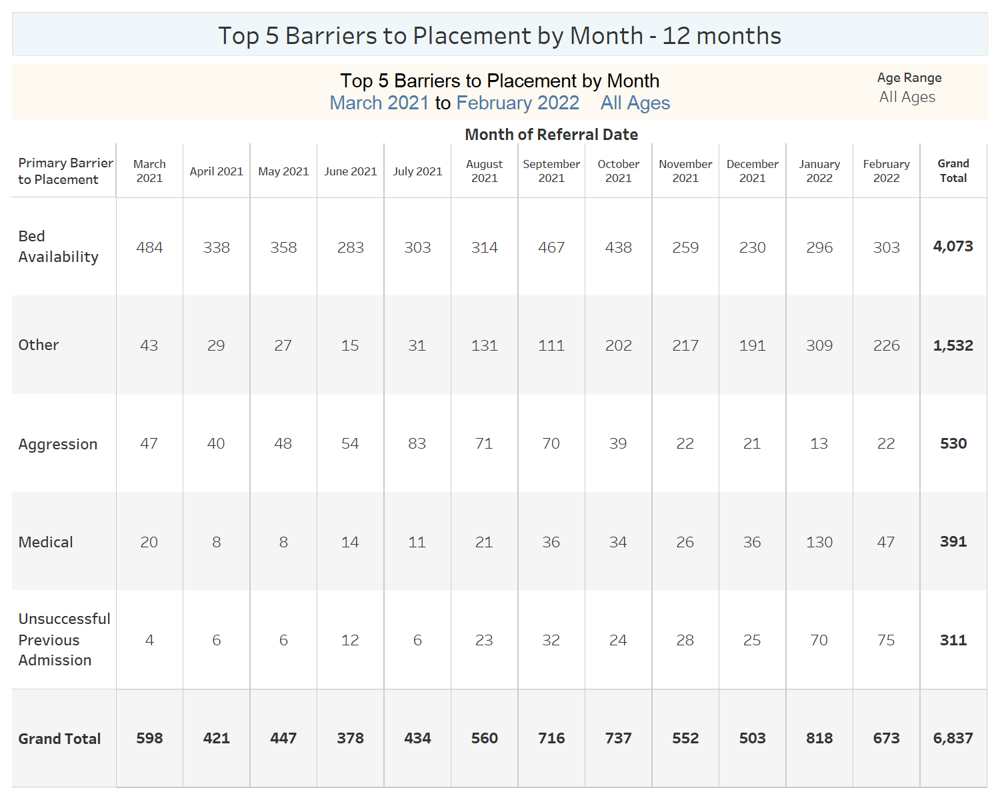 Top 5 Barriers to Placement by Month - 12 months
Top 5 Barriers to Placement by Month
March 2021 to February 2022 All Ages
Age Range
All Ages
Month of Referral Date
Primary Barrier to Placement March 2021 April 2021 May 2021 June 2021 July 2021 August 2021 September 2021 October 2021 November 2021 December 2021 January 2022 February 2022 Grand Total
Bed Availability 484 338 358 283 303 314 467 438 259 230 296 303 4,073
Other 43 29 27 15 31 131 111 202 217 191 309 226 1,532
Aggression 47 40 48 54 83 71 70 39 22 21 13 22 530
Medical 20 8 8 14 11 21 36 34 26 36 130 47 391
Unsuccessful Previous Admission 4 6 6 12 6 23 32 24 28 25 70 75 311
Grand Total 598 421 447 378 434 560 716 737 552 503 818 673 6,837